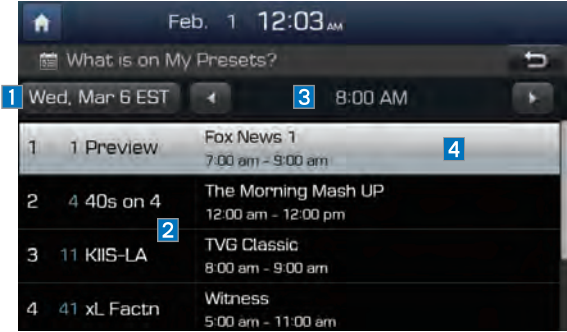 Feb. 1 12:03 AM
What is on My Presets?
1 Wed, Mar 6 EST 3 8:00 AM
1 1 Preview Fox News 1 4
7:00 am - 9:00 am
2 4 40s on 4 The Morning Mash UP
12:00 am - 12:00 pm
2
3 11 KIIS-LA TVG Classic
8:00 am - 9:00 am
4 41 xL Factn Witness
5:00 am - 11:00 am